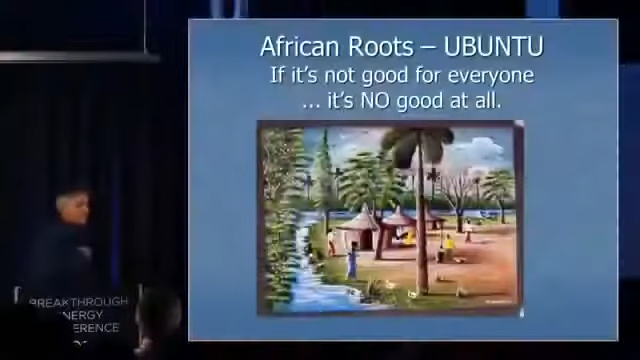 African Roots – UBUNTU
If it's not good for everyone
... it's NO good at all.
BREAKTHROUGH
ENERGY